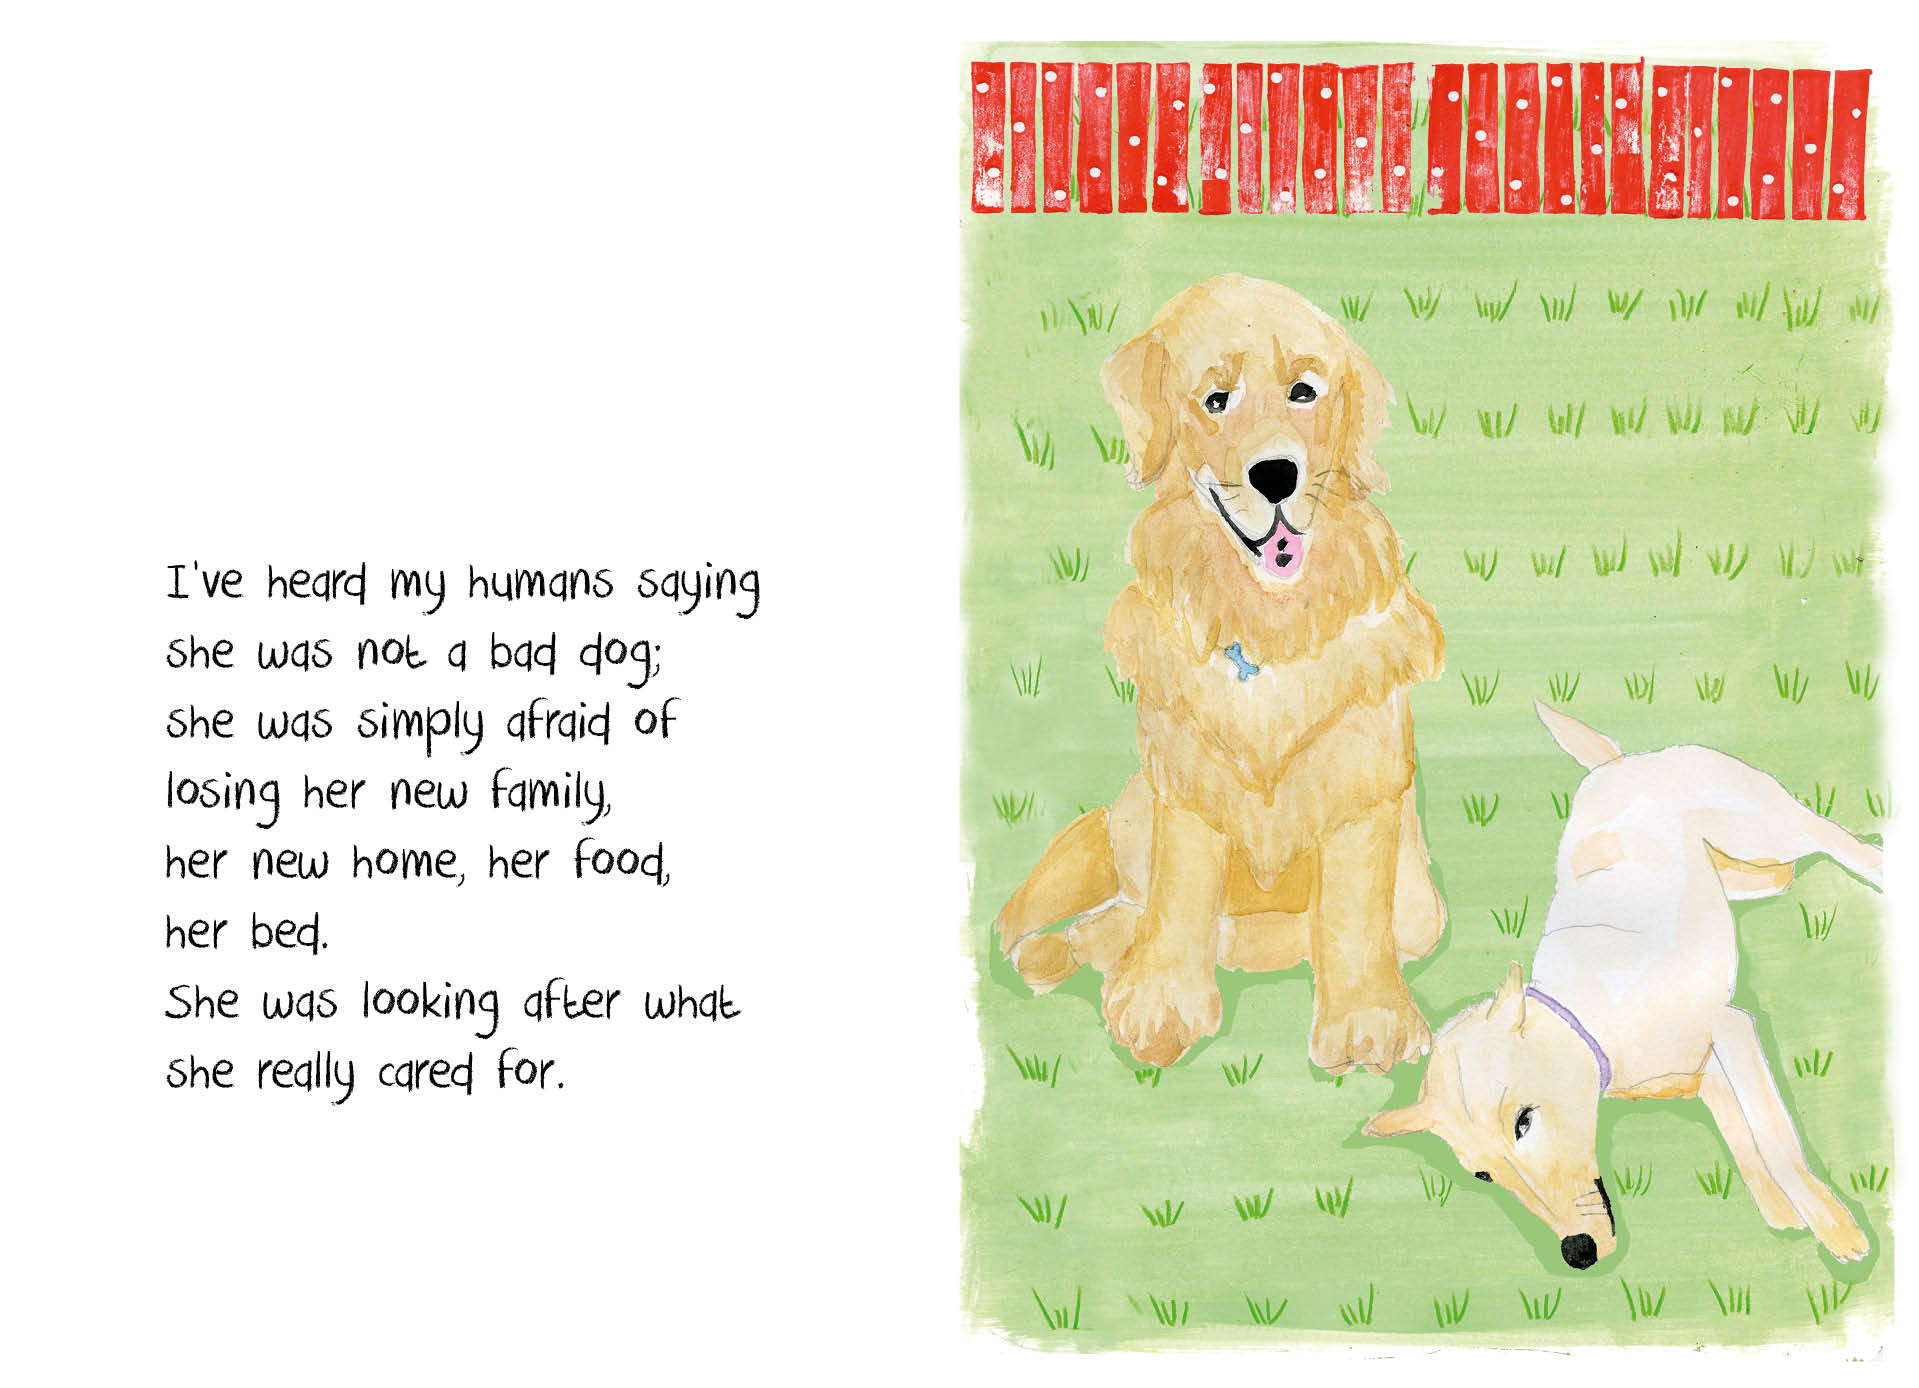 I've heard my humans saying
she was not a bad dog;
she was simply afraid of
losing her new family,
her new home, her food,
her bed.
She was looking after what
she really cared for.